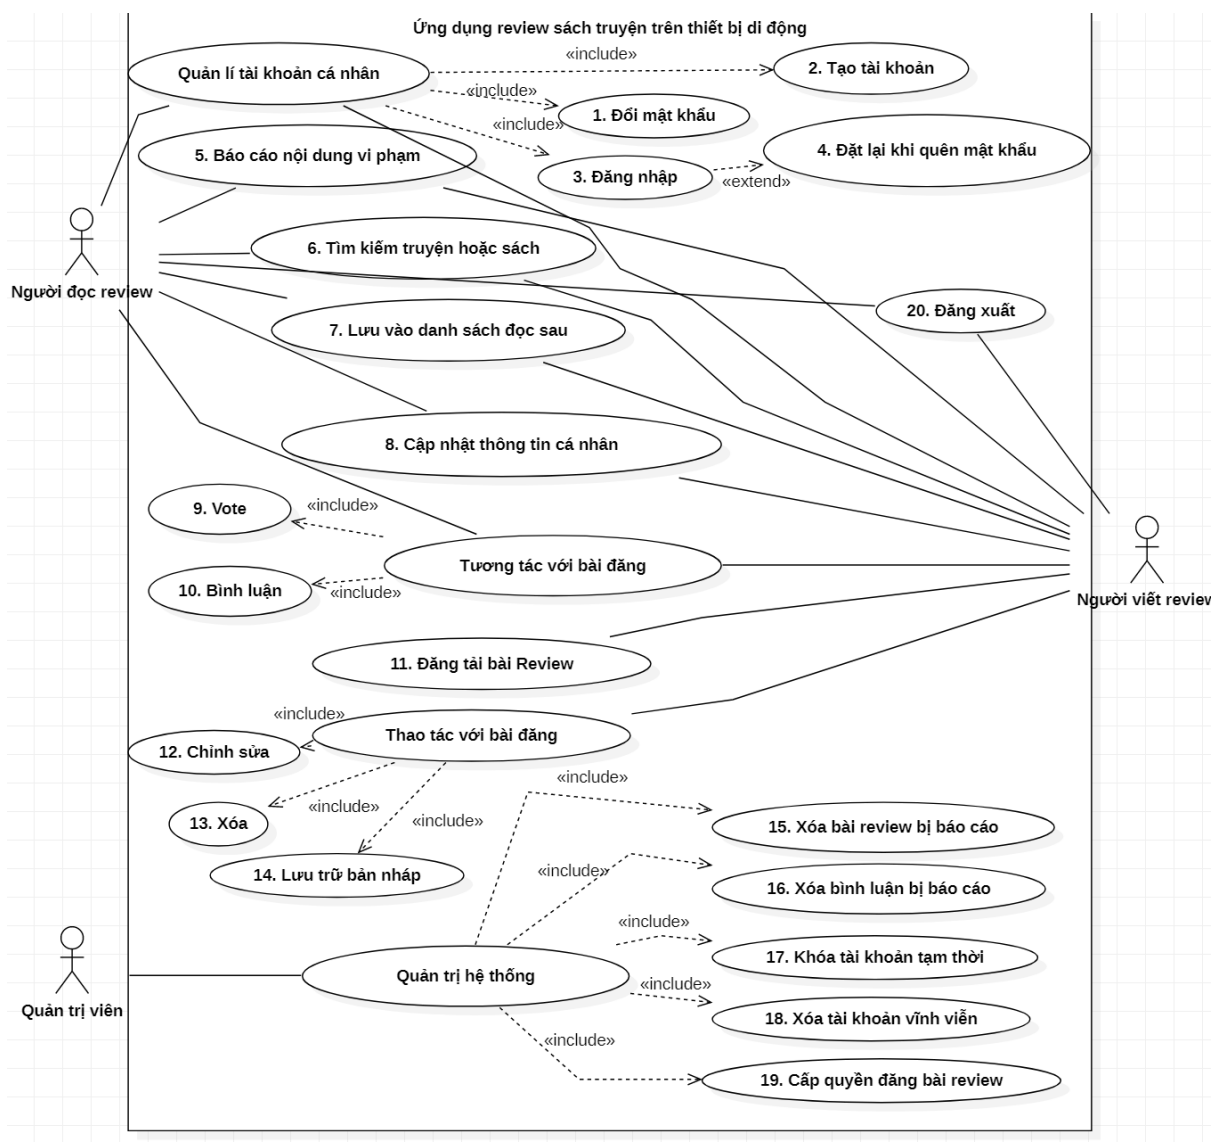 Ứng dụng review sách truyện trên thiết bị di động
Quản lí tài khoản cá nhân
«include»
2. Tạo tài khoản
«include»
1. Đổi mật khẩu
«include»
5. Báo cáo nội dung vi phạm
3. Đăng nhập
«extend»
4. Đặt lại khi quên mật khẩu
Người đọc review
6. Tìm kiếm truyện hoặc sách
20. Đăng xuất
7. Lưu vào danh sách đọc sau
8. Cập nhật thông tin cá nhân
9. Vote
«include»
Tương tác với bài đăng
10. Bình luận
«include»
Người viết review
11. Đăng tải bài Review
«include»
Thao tác với bài đăng
12. Chỉnh sửa
«include»
13. Xóa
«include»
14. Lưu trữ bản nháp
«include»
15. Xóa bài review bị báo cáo
«include»
16. Xóa bình luận bị báo cáo
«include»
17. Khóa tài khoản tạm thời
Quản trị viên
Quản trị hệ thống
«include»
18. Xóa tài khoản vĩnh viễn
«include»
19. Cấp quyền đăng bài review